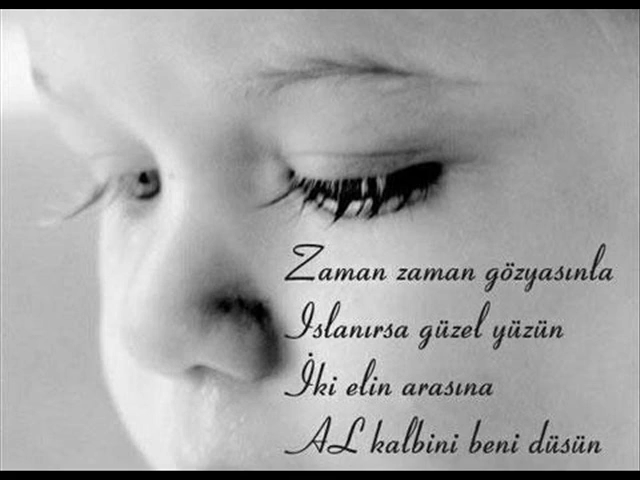 Zaman zaman gözyasınla
Islanırsa güzel yüzün
İki elin arasına
AL kalbini beni düsün